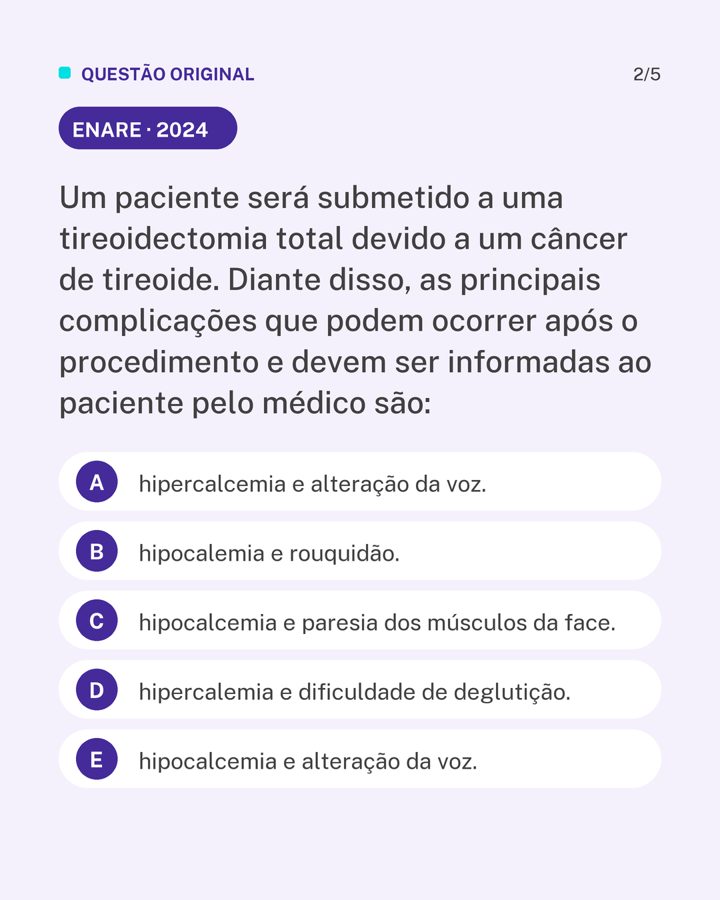 QUESTÃO ORIGINAL
2/5
ENARE · 2024
Um paciente será submetido a uma
tireoidectomia total devido a um câncer
de tireoide. Diante disso, as principais
complicações que podem ocorrer após o
procedimento e devem ser informadas ao
paciente pelo médico são:
A hipercalcemia e alteração da voz.
B hipocalemia e rouquidão.
C hipocalcemia e paresia dos músculos da face.
D hipercalemia e dificuldade de deglutição.
E hipocalcemia e alteração da voz.